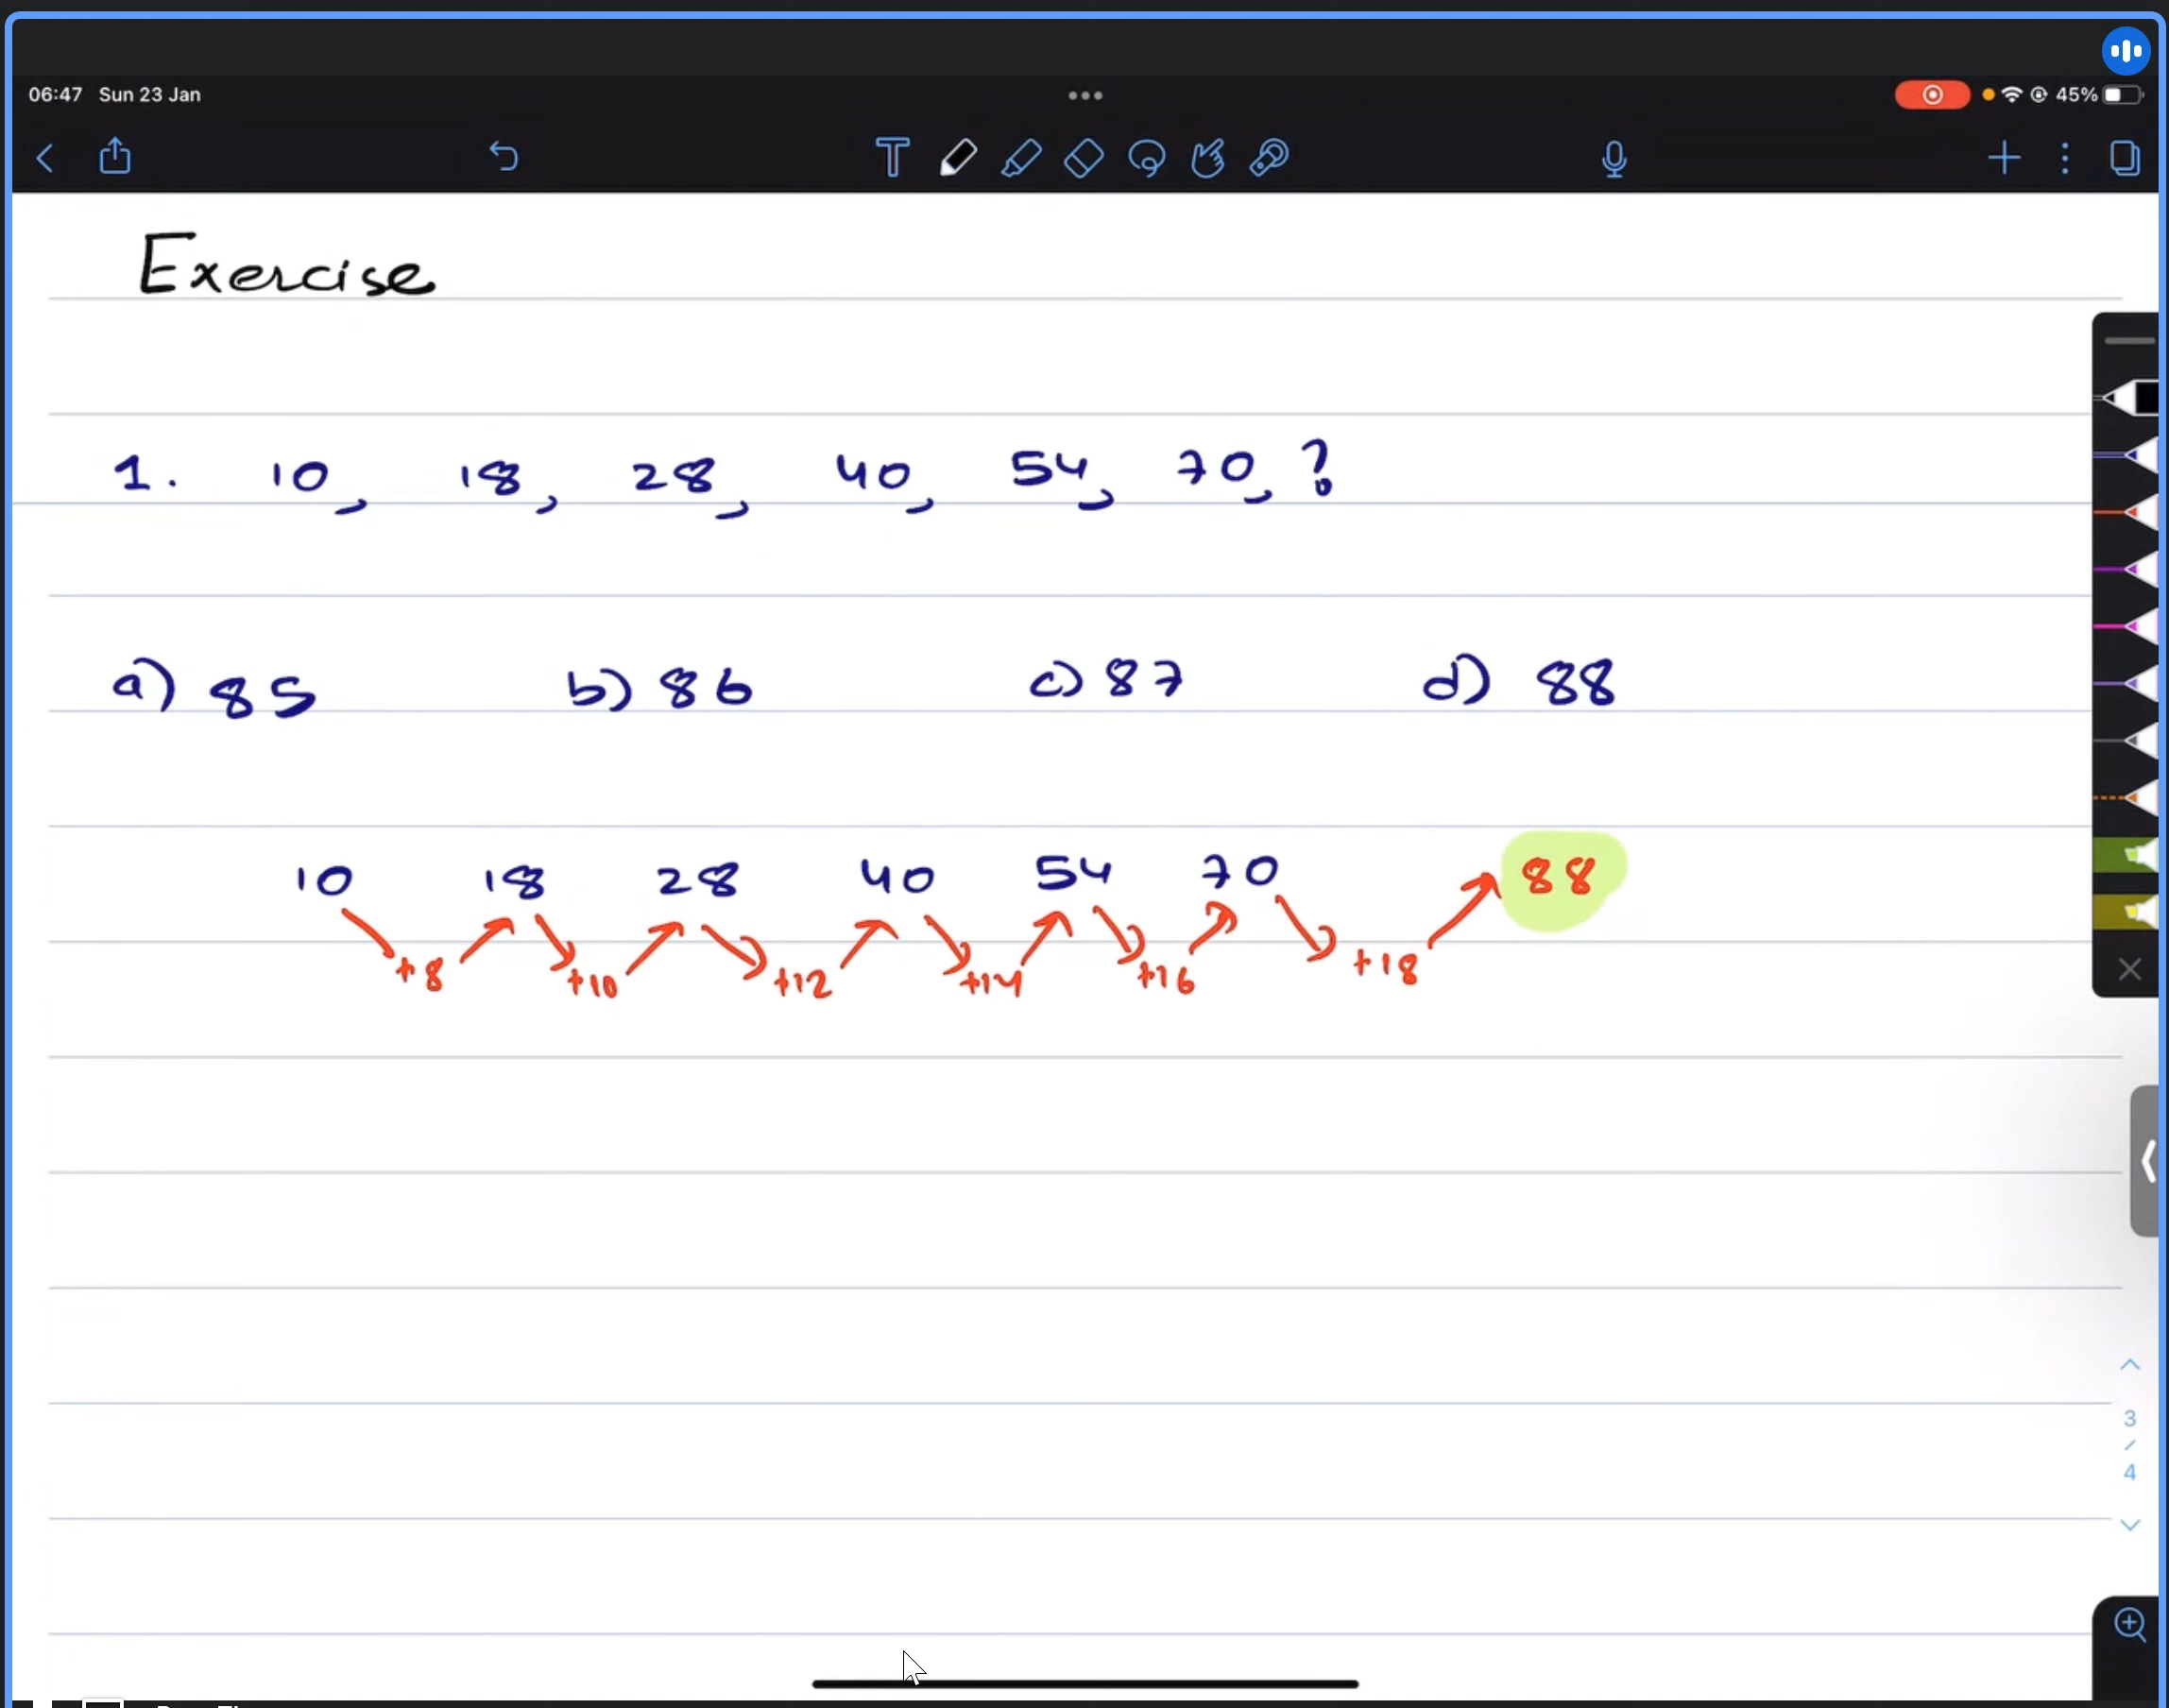 06:47 Sun 23 Jan 45%
Exercise
1. 10, 18, 28, 40, 54, 70, ?
a) 85 b) 86 c) 87 d) 88
10 18 28 40 54 70 88
+8 +10 +12 +14 +16 +18
3
/
4